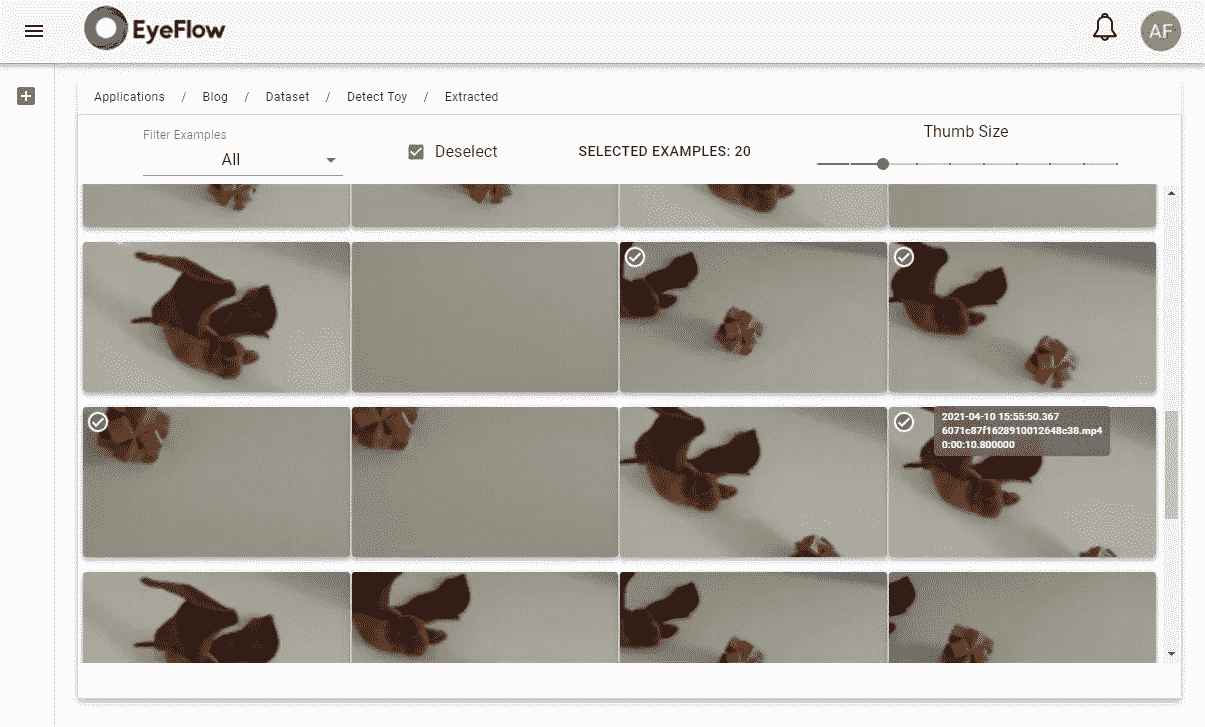 EyeFlow
AF
Applications / Blog / Dataset / Detect Toy / Extracted
Filter Examples
All
Deselect
SELECTED EXAMPLES: 20
Thumb Size
2021-04-10 15:55:50.367
6071c87f1628910012648c38.mp4
0:00:10.800000